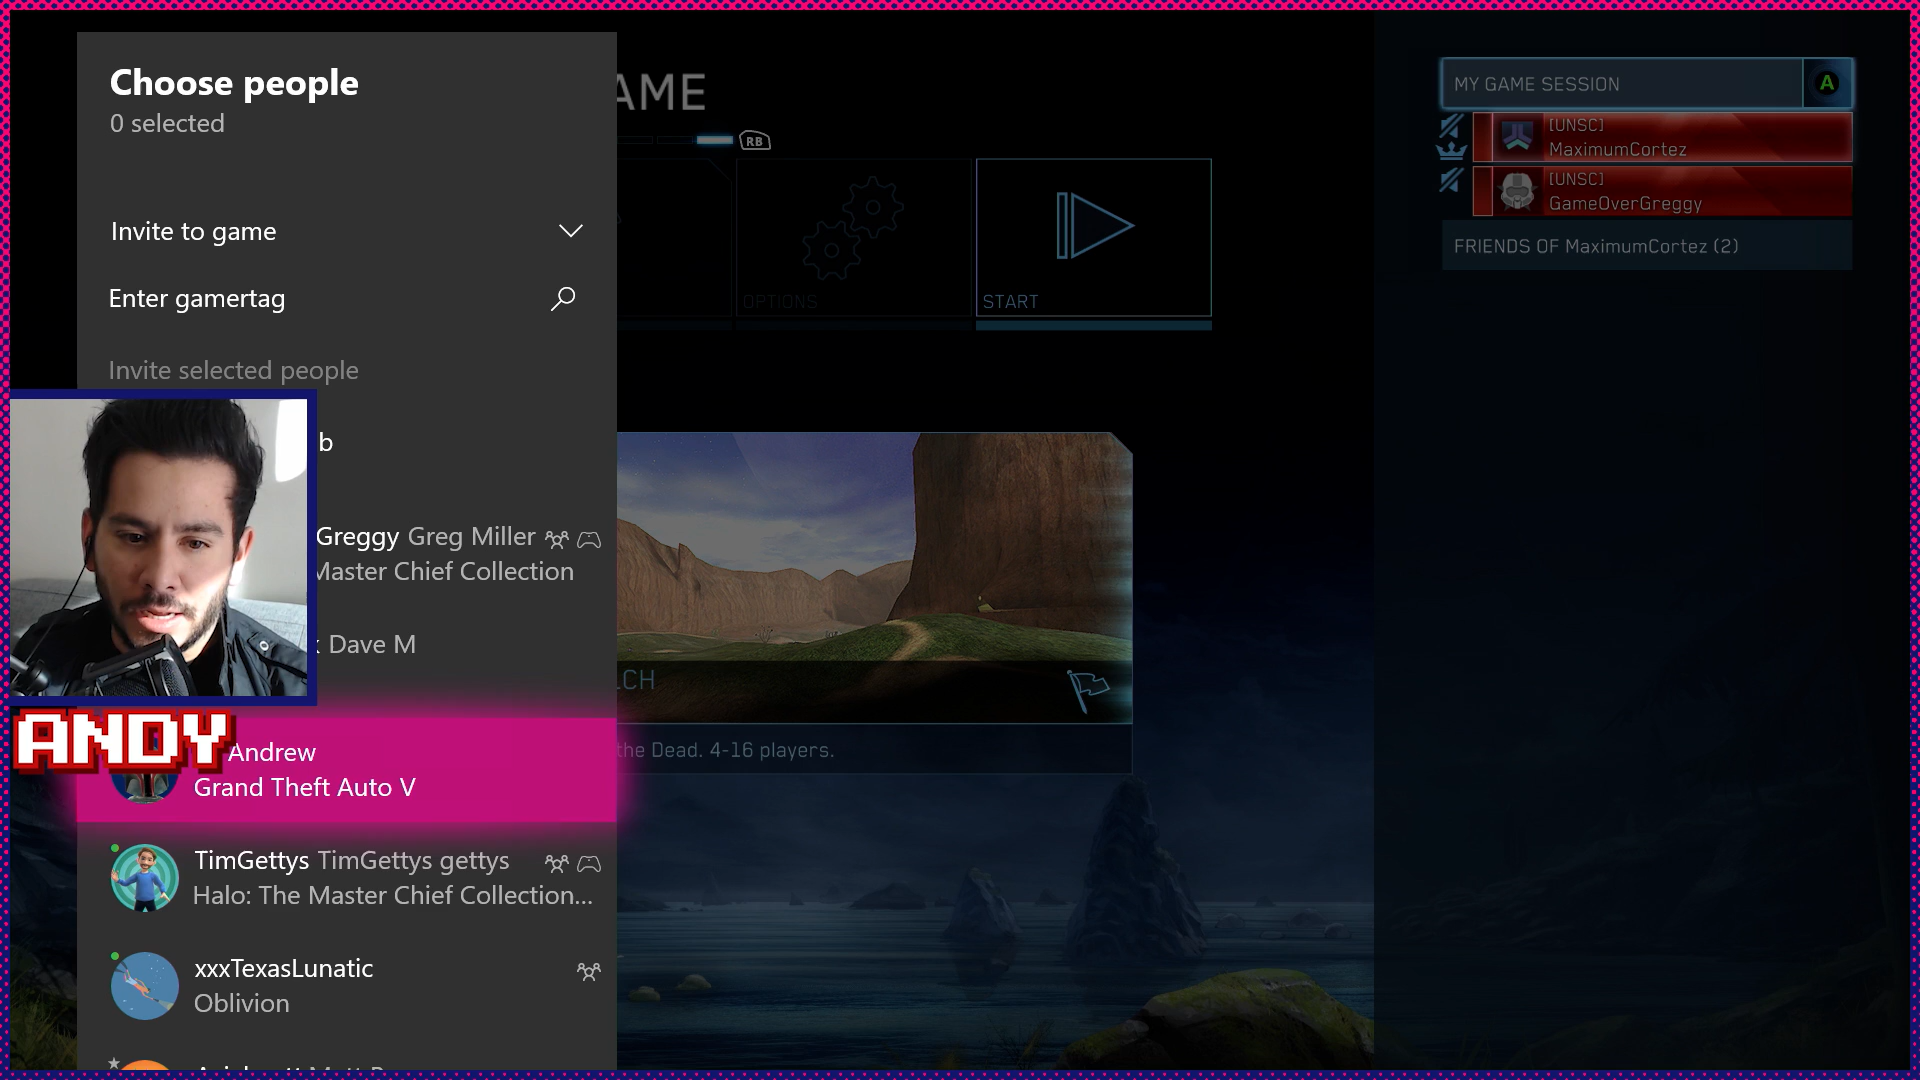 Choose people
0 selected
Invite to game
Enter gamertag
Invite selected people
b
Greggy Greg Miller
Master Chief Collection
Dave M
ANDY
Andrew
Grand Theft Auto V
TimGettys TimGettys gettys
Halo: The Master Chief Collection...
xxxTexasLunatic
Oblivion
AME
RB
OPTIONS
START
LCH
the Dead. 4-16 players.
MY GAME SESSION
A
[UNSC]
MaximumCortez
[UNSC]
GameOverGreggy
FRIENDS OF MaximumCortez (2)